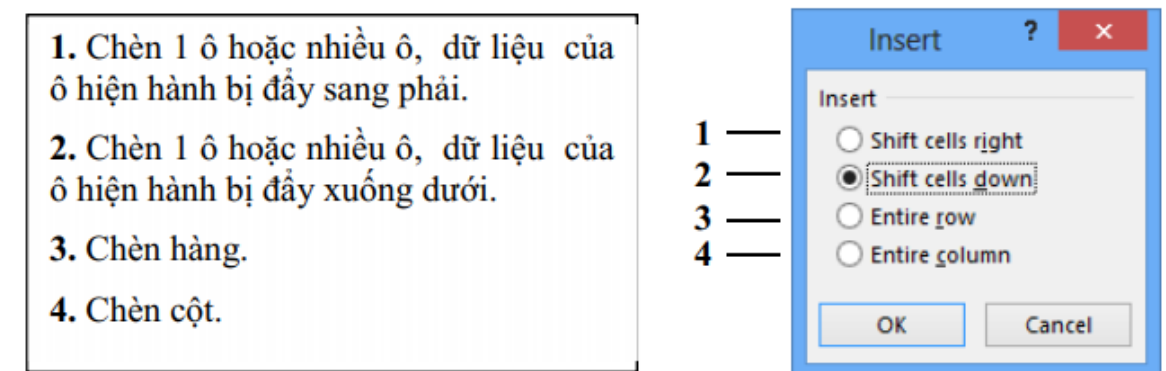 1. Chèn 1 ô hoặc nhiều ô, dữ liệu của
ô hiện hành bị đẩy sang phải.
2. Chèn 1 ô hoặc nhiều ô, dữ liệu của
ô hiện hành bị đẩy xuống dưới.
3. Chèn hàng.
4. Chèn cột.
Insert ? ×
Insert
1 Shift cells right
2 Shift cells down
3 Entire row
4 Entire column
OK Cancel